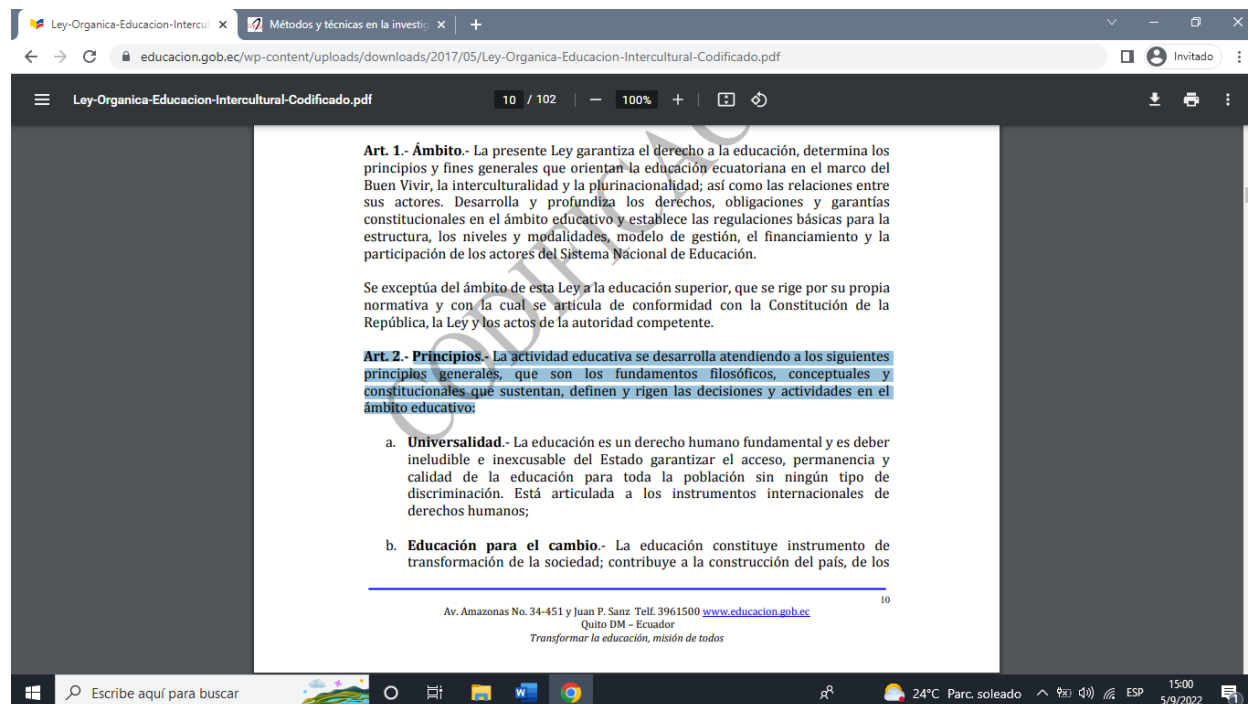 Ley-Organica-Educacion-Intercul
Métodos y técnicas en la investig
educacion.gob.ec/wp-content/uploads/downloads/2017/05/Ley-Organica-Educacion-Intercultural-Codificado.pdf
Invitado
Ley-Organica-Educacion-Intercultural-Codificado.pdf
10 / 102
100%
CODIFICAC
Art. 1.- Ámbito.- La presente Ley garantiza el derecho a la educación, determina los
principios y fines generales que orientan la educación ecuatoriana en el marco del
Buen Vivir, la interculturalidad y la plurinacionalidad; así como las relaciones entre
sus actores. Desarrolla y profundiza los derechos, obligaciones y garantías
constitucionales en el ámbito educativo y establece las regulaciones básicas para la
estructura, los niveles y modalidades, modelo de gestión, el financiamiento y la
participación de los actores del Sistema Nacional de Educación.
Se exceptúa del ámbito de esta Ley a la educación superior, que se rige por su propia
normativa y con la cual se articula de conformidad con la Constitución de la
República, la Ley y los actos de la autoridad competente.
Art. 2.- Principios.- La actividad educativa se desarrolla atendiendo a los siguientes
principios generales, que son los fundamentos filosóficos, conceptuales y
constitucionales que sustentan, definen y rigen las decisiones y actividades en el
ámbito educativo:
a. Universalidad.- La educación es un derecho humano fundamental y es deber
ineludible e inexcusable del Estado garantizar el acceso, permanencia y
calidad de la educación para toda la población sin ningún tipo de
discriminación. Está articulada a los instrumentos internacionales de
derechos humanos;
b. Educación para el cambio.- La educación constituye instrumento de
transformación de la sociedad; contribuye a la construcción del país, de los
10
Av. Amazonas No. 34-451 y Juan P. Sanz Telf. 3961500 www.educacion.gob.ec
Quito DM – Ecuador
Transformar la educación, misión de todos
Escribe aquí para buscar
24°C Parc. soleado
ESP
15:00
5/9/2022
1